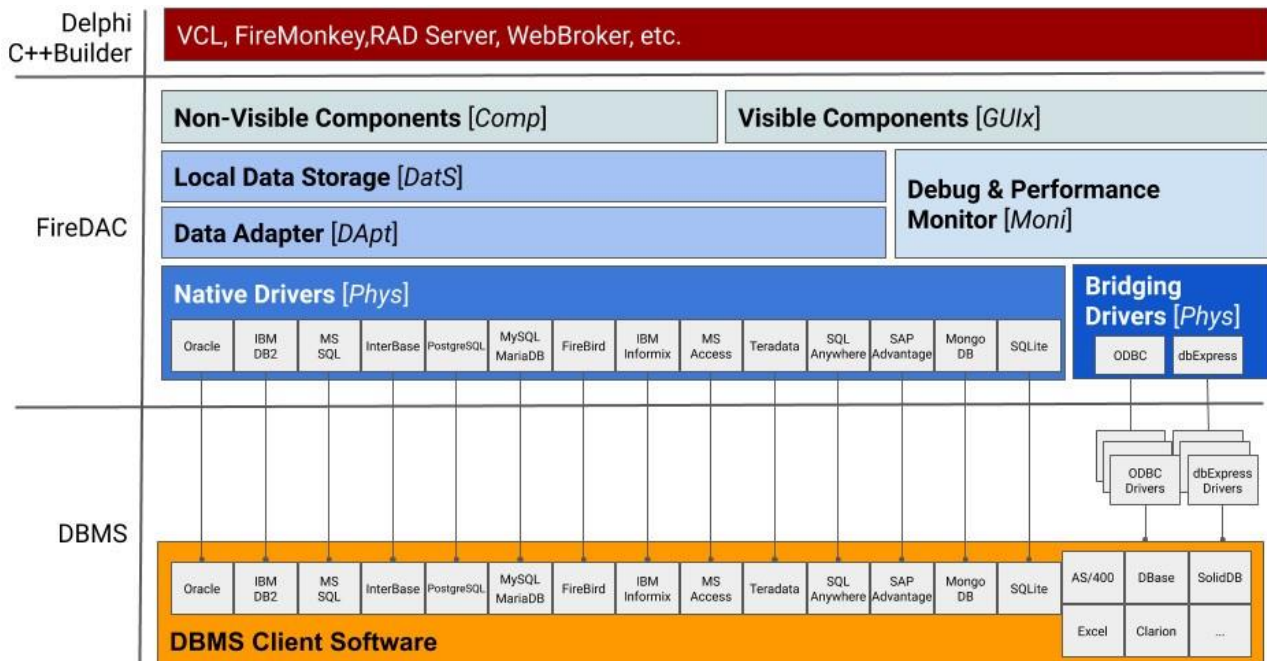 Delphi
C++Builder
VCL, FireMonkey,RAD Server, WebBroker, etc.
FireDAC
Non-Visible Components [Comp]
Visible Components [GUIx]
Local Data Storage [DatS]
Data Adapter [DApt]
Debug & Performance
Monitor [Moni]
Native Drivers [Phys]
Oracle
IBM
DB2
MS
SQL
InterBase
PostgreSQL
MySQL
MariaDB
FireBird
IBM
Informix
MS
Access
Teradata
SQL
Anywhere
SAP
Advantage
Mongo
DB
SQLite
Bridging
Drivers [Phys]
ODBC
dbExpress
DBMS
ODBC
Drivers
dbExpress
Drivers
Oracle
IBM
DB2
MS
SQL
InterBase
PostgreSQL
MySQL
MariaDB
FireBird
IBM
Informix
MS
Access
Teradata
SQL
Anywhere
SAP
Advantage
Mongo
DB
SQLite
AS/400
DBase
SolidDB
Excel
Clarion
...
DBMS Client Software